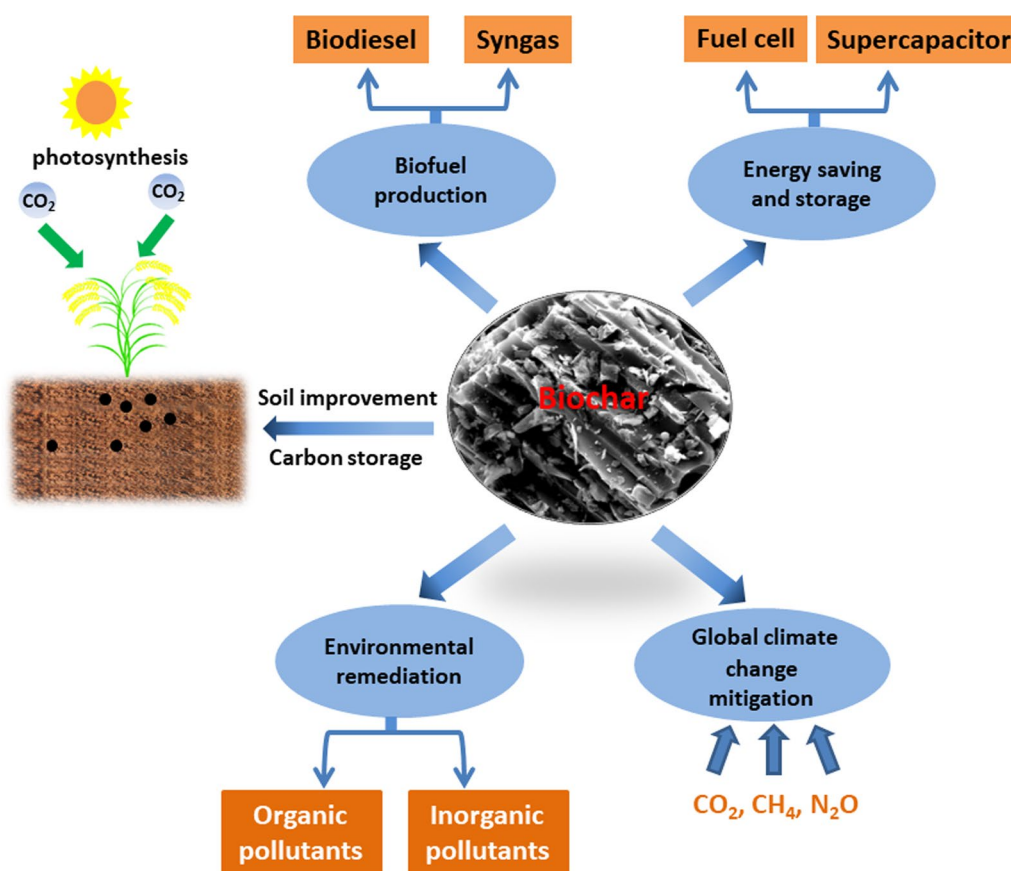 Biodiesel
Syngas
Fuel cell
Supercapacitor
photosynthesis
CO₂
CO₂
Biofuel
production
Energy saving
and storage
Soil improvement
Carbon storage
Biochar
Environmental
remediation
Global climate
change
mitigation
Organic
pollutants
Inorganic
pollutants
CO₂, CH₄, N₂O